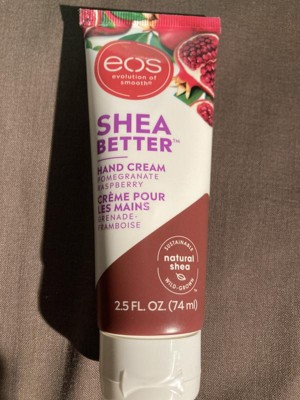 eos
evolution of
smooth®
SHEA
BETTER™
HAND CREAM
POMEGRANATE
RASPBERRY
CRÈME POUR
LES MAINS
GRENADE-
FRAMBOISE
SUSTAINABLE
natural
shea
WILD-GROWN
2.5 FL. OZ. (74 ml)